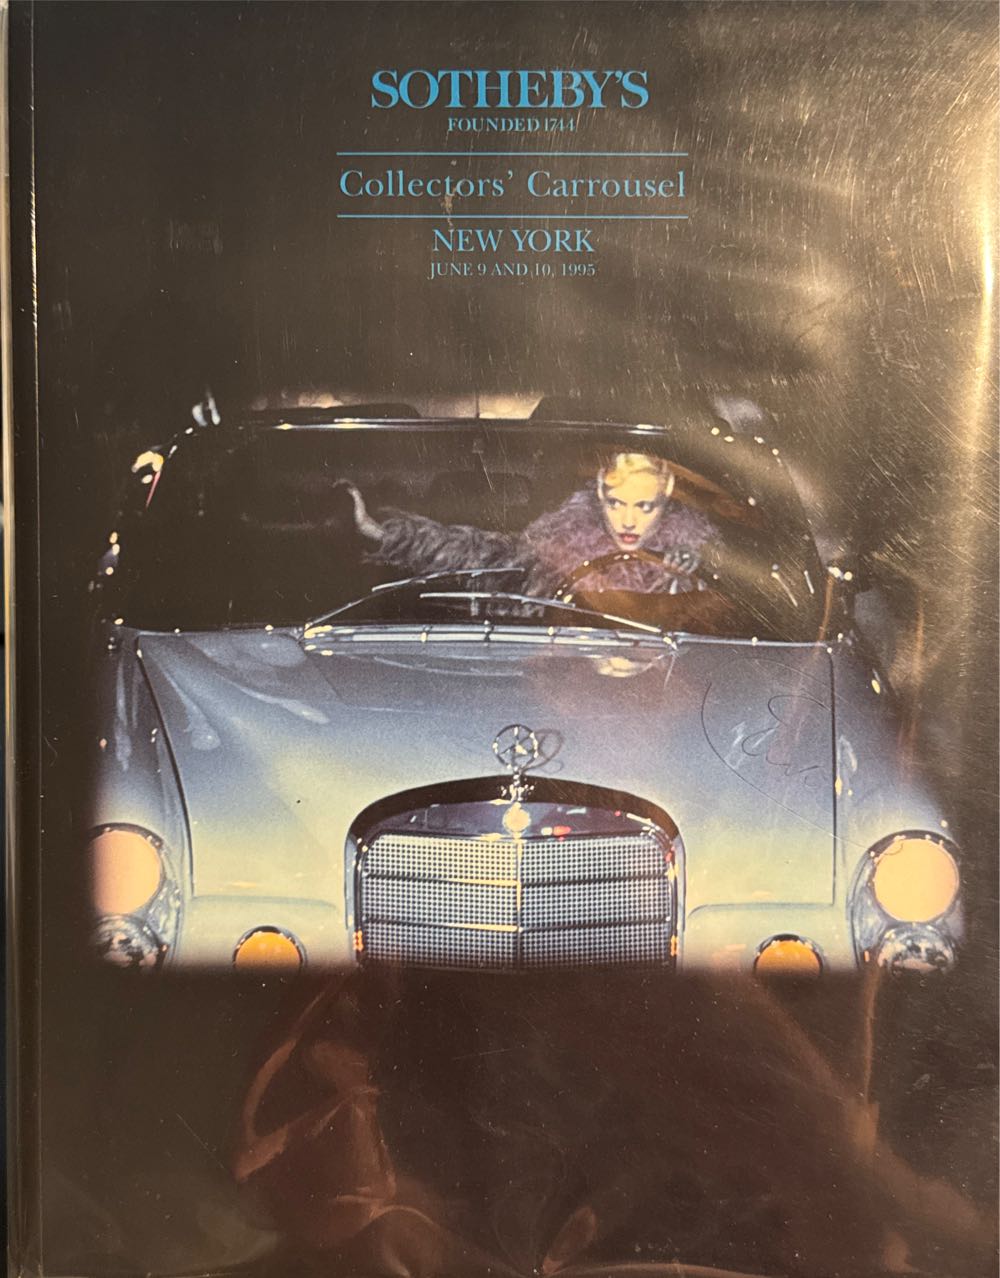 SOTHEBY'S
FOUNDED 1744
Collectors' Carrousel
NEW YORK
JUNE 9 AND 10, 1995